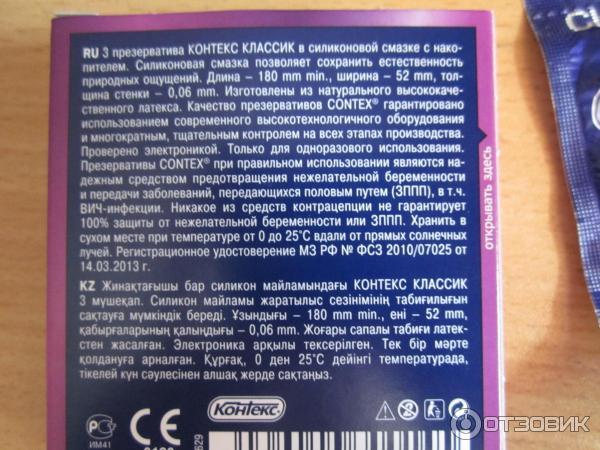 RU 3 презерватива КОНТЕКС КЛАССИК в силиконовой смазке с нако-
пителем. Силиконовая смазка позволяет сохранить естественность
природных ощущений. Длина – 180 mm min., ширина – 52 mm, тол-
щина стенки – 0,06 mm. Изготовлены из натурального высококаче-
ственного латекса. Качество презервативов CONTEX® гарантировано
использованием современного высокотехнологичного оборудования
и многократным, тщательным контролем на всех этапах производства.
Проверено электроникой. Только для одноразового использования.
Презервативы CONTEX® при правильном использовании являются на-
дежным средством предотвращения нежелательной беременности
и передачи заболеваний, передающихся половым путем (ЗППП), в т.ч.
ВИЧ-инфекции. Никакое из средств контрацепции не гарантирует
100% защиты от нежелательной беременности или ЗППП. Хранить в
сухом месте при температуре от 0 до 25°C вдали от прямых солнечных
лучей. Регистрационное удостоверение МЗ РФ № ФСЗ 2010/07025 от
14.03.2013 г.
KZ Жинақтағышы бар силикон майламындағы КОНТЕКС КЛАССИК
3 мүшеқап. Силикон майламы жаратылыс сезінімінің табиғилығын
сақтауға мүмкіндік береді. Ұзындығы – 180 mm min., ені – 52 mm,
қабырғаларының қалыңдығы – 0,06 mm. Жоғары сапалы табиғи латек-
стен жасалған. Электроника арқылы тексерілген. Тек бір мәрте
қолдануға арналған. Құрғақ, 0 ден 25°C дейінгі температурада,
тікелей күн сәулесінен алшақ жерде сақтаңыз.
открывать здесь
ИМ41
CE
Контекс
ОТЗОВИК